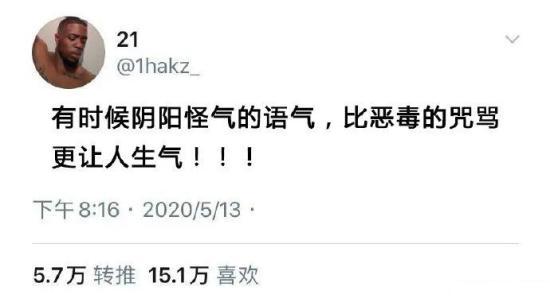 21
@1hakz_
有时候阴阳怪气的语气，比恶毒的咒骂
更让人生气！！！
下午 8:16 · 2020/5/13 ·
5.7万 转推 15.1万 喜欢